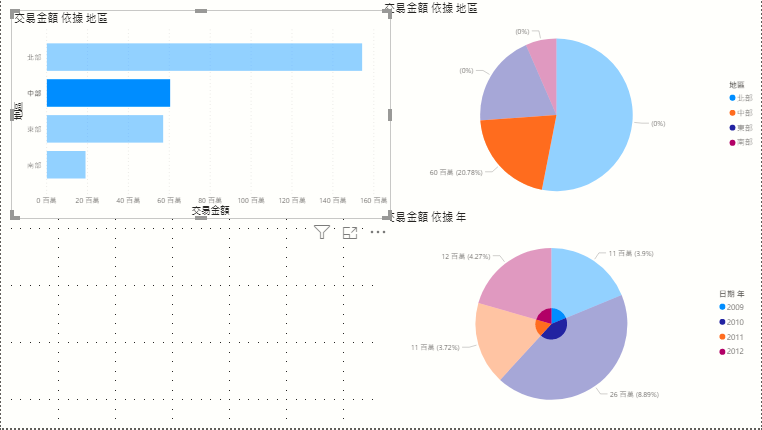 交易金額 依據 地區
北部
中部
東部
南部
地區
0 百萬 20 百萬 40 百萬 60 百萬 80 百萬 100 百萬 120 百萬 140 百萬 160 百萬
交易金額
交易金額 依據 地區
(0%)
(0%)
(0%)
60 百萬 (20.78%)
地區
北部
中部
東部
南部
交易金額 依據 年
12 百萬 (4.27%)
11 百萬 (3.9%)
11 百萬 (3.72%)
26 百萬 (8.89%)
日期 年
2009
2010
2011
2012